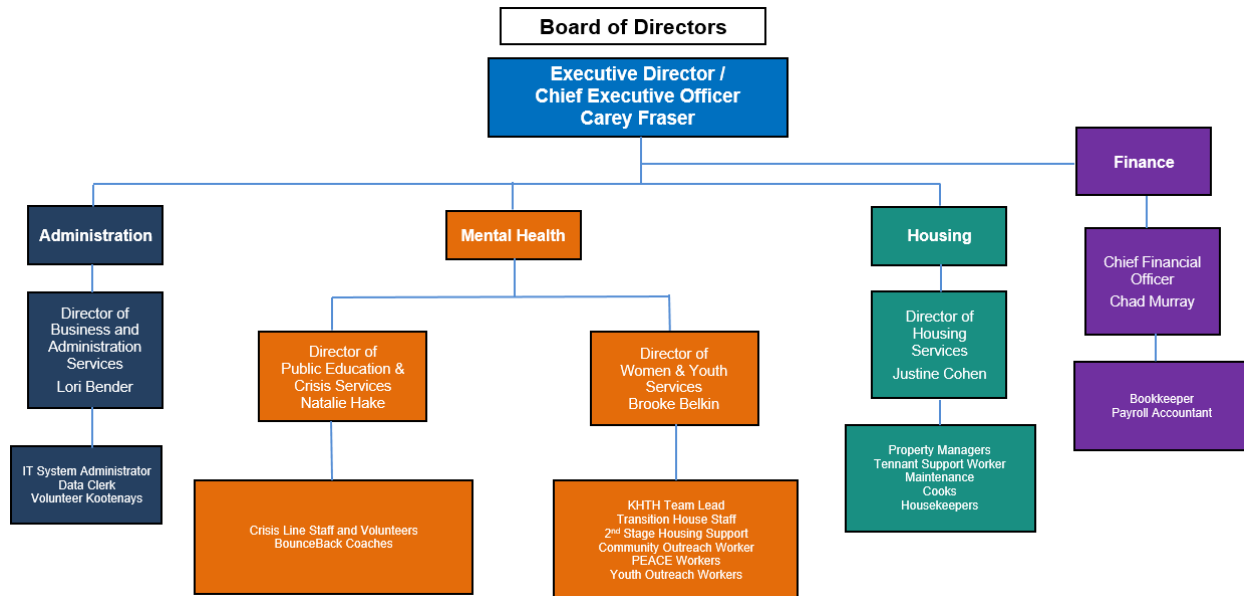 Board of Directors
Executive Director /
Chief Executive Officer
Carey Fraser
Finance
Administration
Mental Health
Housing
Chief Financial
Officer
Chad Murray
Director of
Business and
Administration
Services
Lori Bender
Director of
Public Education &
Crisis Services
Natalie Hake
Director of
Women & Youth
Services
Brooke Belkin
Director of
Housing
Services
Justine Cohen
Bookkeeper
Payroll Accountant
IT System Administrator
Data Clerk
Volunteer Kootenays
Crisis Line Staff and Volunteers
BounceBack Coaches
KHTH Team Lead
Transition House Staff
2nd Stage Housing Support
Community Outreach Worker
PEACE Workers
Youth Outreach Workers
Property Managers
Tennant Support Worker
Maintenance
Cooks
Housekeepers